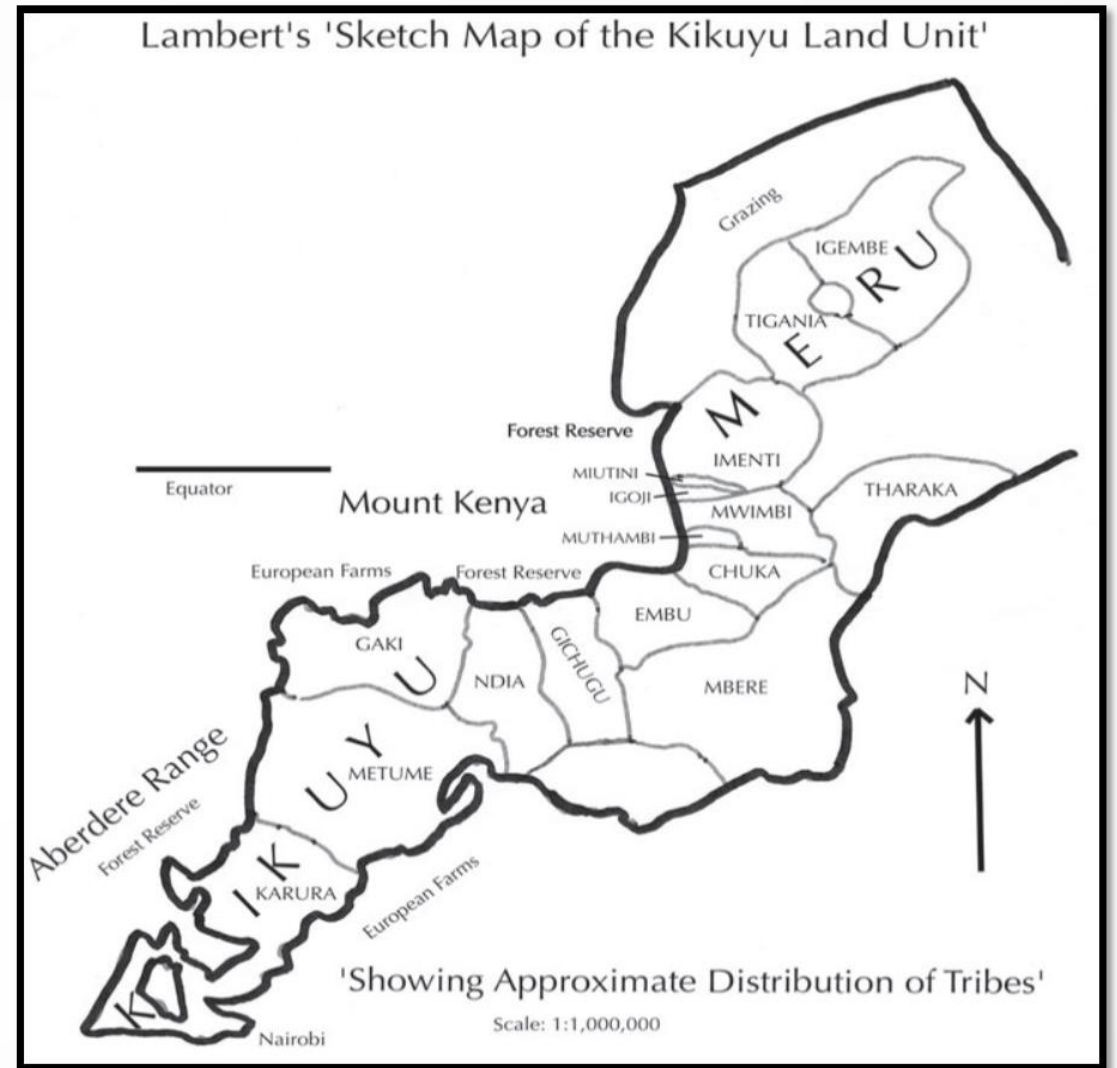 Lambert's 'Sketch Map of the Kikuyu Land Unit'
Grazing
IGEMBE
MERU
TIGANIA
Forest Reserve
IMENTI
MIUTINI
IGOJI
THARAKA
Equator
Mount Kenya
MWIMBI
MUTHAMBI
European Farms
Forest Reserve
CHUKA
EMBU
GAKI
GICHUGU
NDIA
MBERE
N
KIKUYU
METUME
Aberdere Range
Forest Reserve
KARURA
European Farms
'Showing Approximate Distribution of Tribes'
Scale: 1:1,000,000
Nairobi